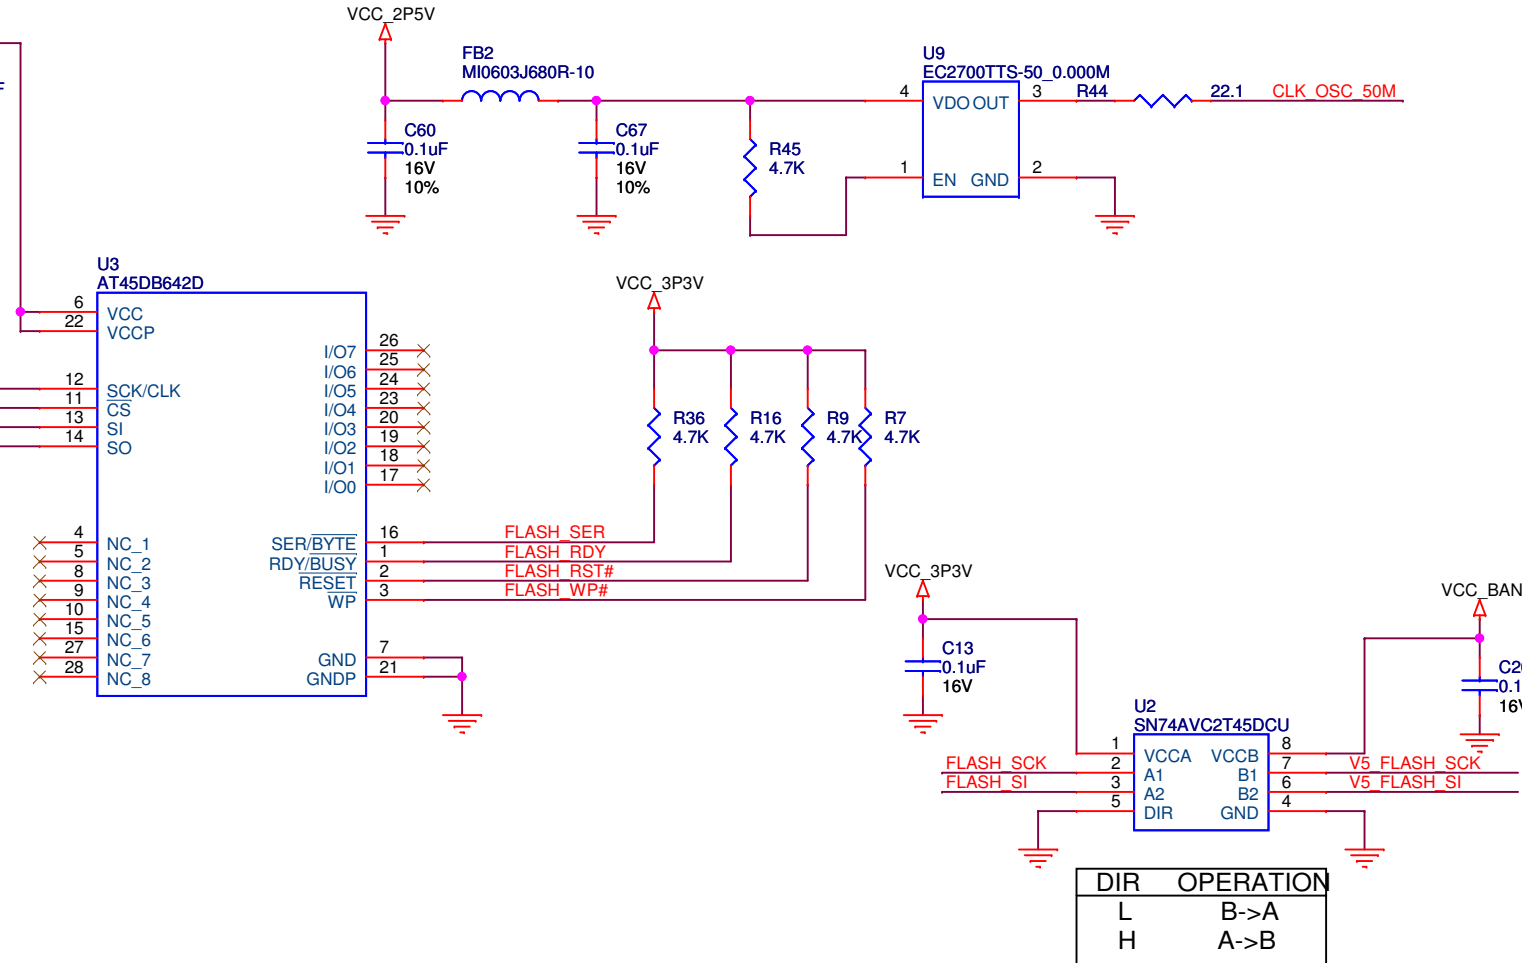 VCC_2P5V
FB2
MI0603J680R-10
U9
EC2700TTS-50_0.000M
4
VDO OUT
3
R44
22.1
CLK_OSC_50M
C60
0.1uF
16V
10%
C67
0.1uF
16V
10%
R45
4.7K
1
EN GND
2
F
U3
AT45DB642D
6
VCC
22
VCCP
12
SCK/CLK
11
CS
13
SI
14
SO
I/O7
26
I/O6
25
I/O5
24
I/O4
23
I/O3
20
I/O2
19
I/O1
18
I/O0
17
4
NC_1
5
NC_2
8
NC_3
9
NC_4
10
NC_5
15
NC_6
27
NC_7
28
NC_8
SER/BYTE
16
FLASH_SER
RDY/BUSY
1
FLASH_RDY
RESET
2
FLASH_RST#
WP
3
FLASH_WP#
GND
7
GNDP
21
VCC_3P3V
R36
4.7K
R16
4.7K
R9
4.7K
R7
4.7K
VCC_3P3V
C13
0.1uF
16V
VCC_BAN
C2
0.1
16V
U2
SN74AVC2T45DCU
1
VCCA VCCB
8
FLASH_SCK
2
A1 B1
7
V5_FLASH_SCK
FLASH_SI
3
A2 B2
6
V5_FLASH_SI
5
DIR GND
4
DIR OPERATION
L B->A
H A->B